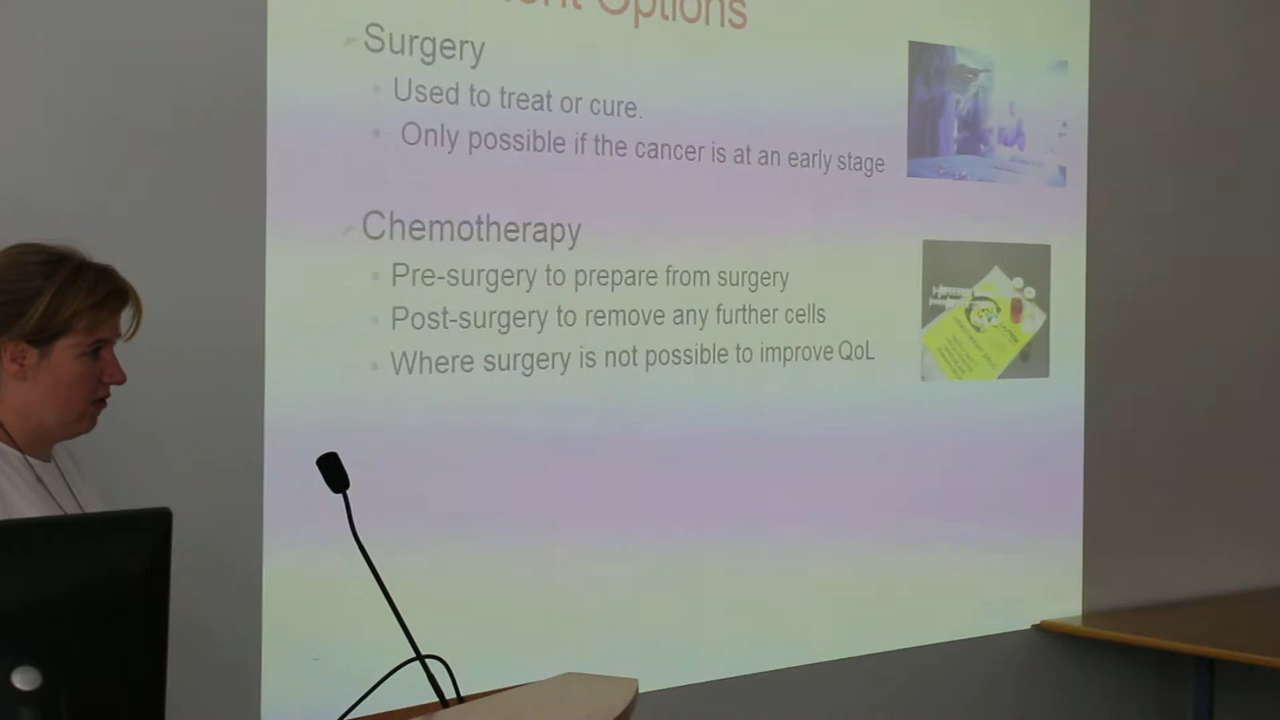 Options
Surgery
Used to treat or cure.
Only possible if the cancer is at an early stage
Chemotherapy
Pre-surgery to prepare from surgery
Post-surgery to remove any further cells
Where surgery is not possible to improve QoL